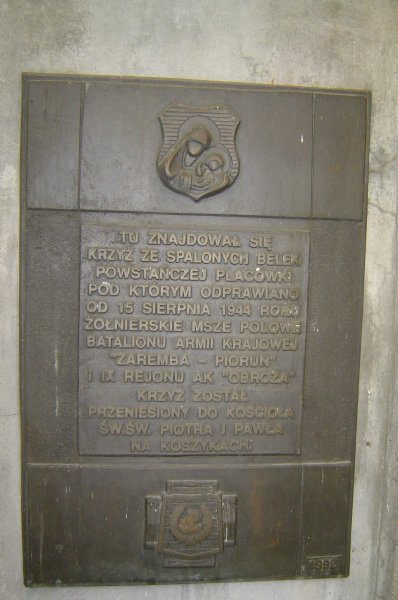 TU ZNAJDOWAŁ SIĘ
KRZYŻ ZE SPALONYCH BELEK
POWSTAŃCZEJ PLACÓWKI
POD KTÓRYM ODPRAWIANO
OD 15 SIERPNIA 1944 ROKU
ŻOŁNIERSKIE MSZE POLOWE
BATALIONU ARMII KRAJOWEJ
"ZAREMBA – PIORUN"
I IX REJONU AK "OBROŻA"
KRZYŻ ZOSTAŁ
PRZENIESIONY DO KOŚCIOŁA
ŚW.ŚW. PIOTRA I PAWŁA
NA KOSZYKACH